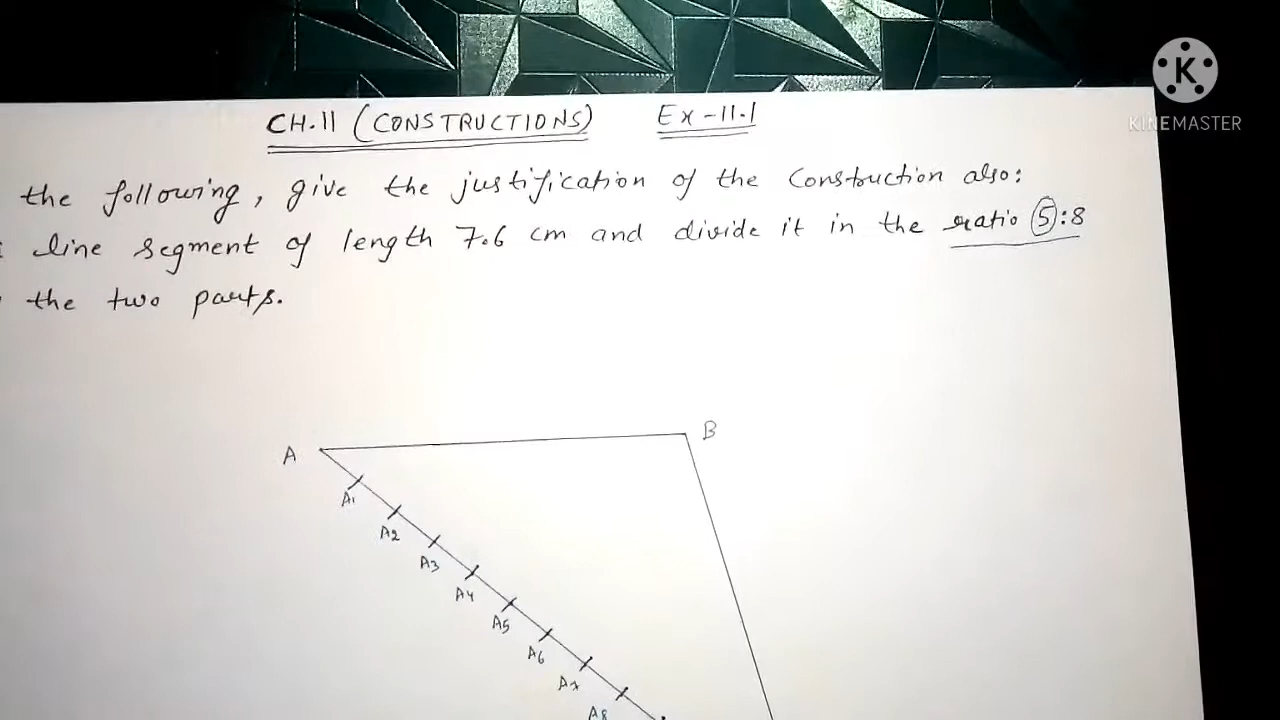 K
KINEMASTER
CH.11 (CONSTRUCTIONS) Ex-11.1
the following, give the justification of the Construction also:
line segment of length 7.6 cm and divide it in the ratio 5:8
the two parts.
A B
A1
A2
A3
A4
A5
A6
A7
A8